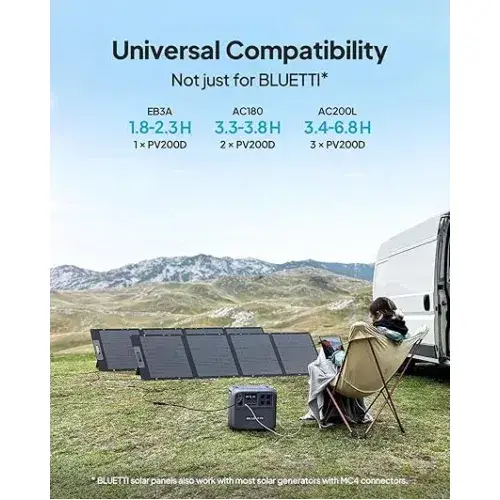 Universal Compatibility
Not just for BLUETTI*
EB3A AC180 AC200L
1.8-2.3H 3.3-3.8H 3.4-6.8H
1 × PV200D 2 × PV200D 3 × PV200D
BLUETTI
* BLUETTI solar panels also work with most solar generators with MC4 connectors.